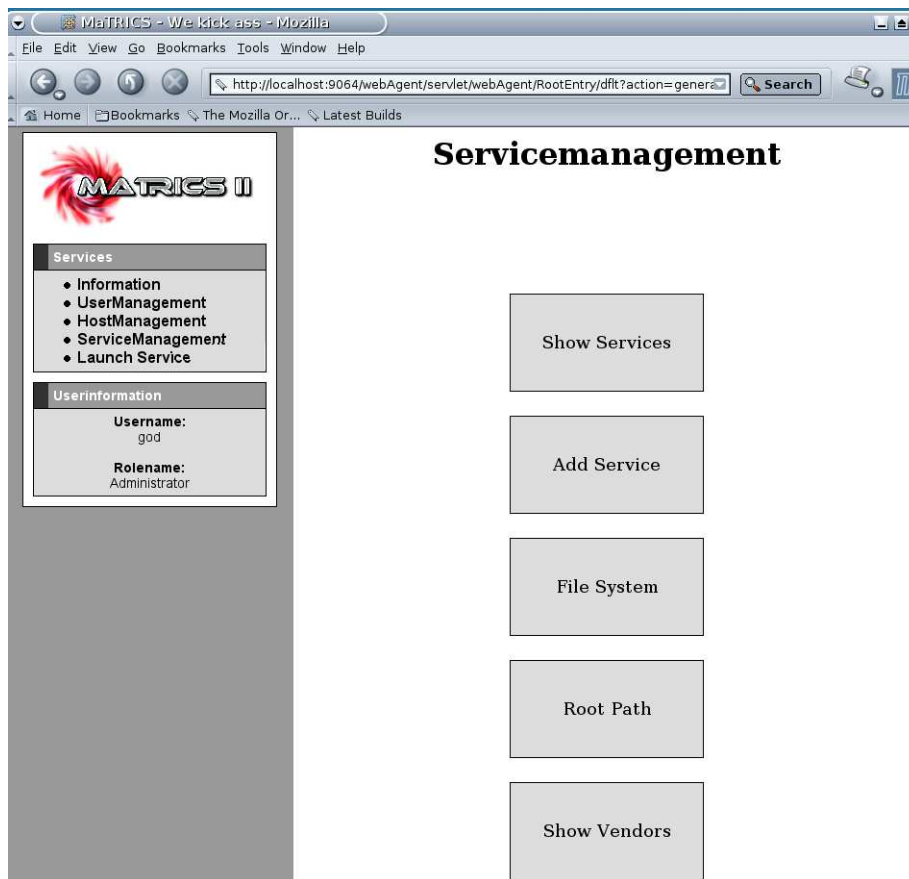 MaTRICS - We kick ass - Mozilla
File Edit View Go Bookmarks Tools Window Help
http://localhost:9064/webAgent/servlet/webAgent/RootEntry/dflt?action=genera
Search
Home Bookmarks The Mozilla Or... Latest Builds
MATRICS II
Servicemanagement
Services
• Information
• UserManagement
• HostManagement
• ServiceManagement
• Launch Service
Userinformation
Username:
god
Rolename:
Administrator
Show Services
Add Service
File System
Root Path
Show Vendors